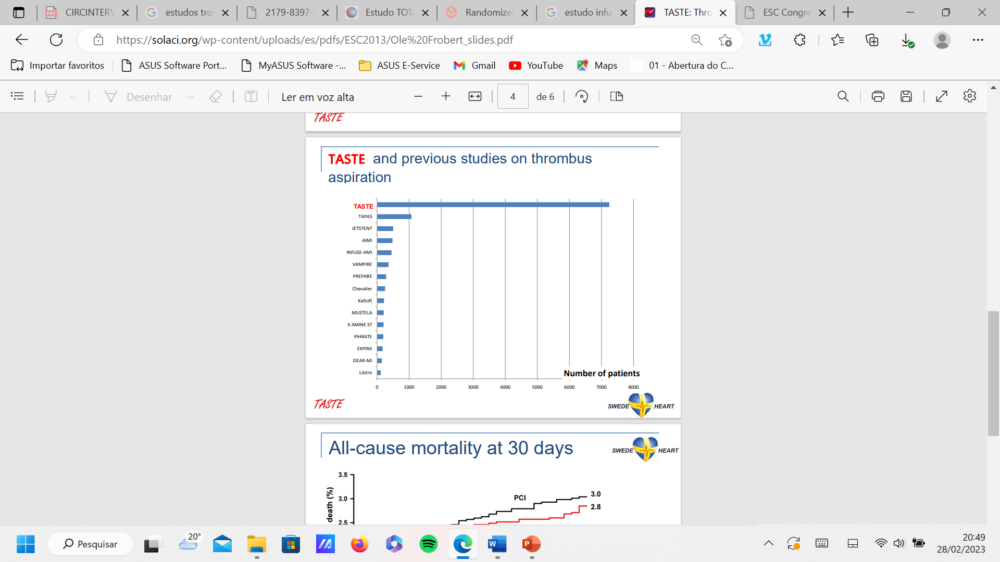 CIRCINTERV
estudos tror
2179-8397-
Estudo TOTA
Randomized
estudo infus
TASTE: Thro
ESC Congre
https://solaci.org/wp-content/uploads/es/pdfs/ESC2013/Ole%20Frobert_slides.pdf
Importar favoritos
ASUS Software Port...
MyASUS Software -...
ASUS E-Service
Gmail
YouTube
Maps
01 - Abertura do C...
Desenhar
Ler em voz alta
4
de 6
TASTE
TASTE and previous studies on thrombus
aspiration
TASTE
TAPAS
JETSTENT
AIMI
INFUSE-AMI
VAMPIRE
PREPARE
Chevalier
Kaltoft
MUSTELA
X AMINE ST
PIHRATE
EXPIRA
DEAR-MI
Liistro
Number of patients
0 1000 2000 3000 4000 5000 6000 7000 8000
TASTE
SWEDE HEART
All-cause mortality at 30 days
SWEDE HEART
3.5
3.0
2.5
death (%)
PCI
3.0
2.8
Pesquisar
20°
20:49
28/02/2023